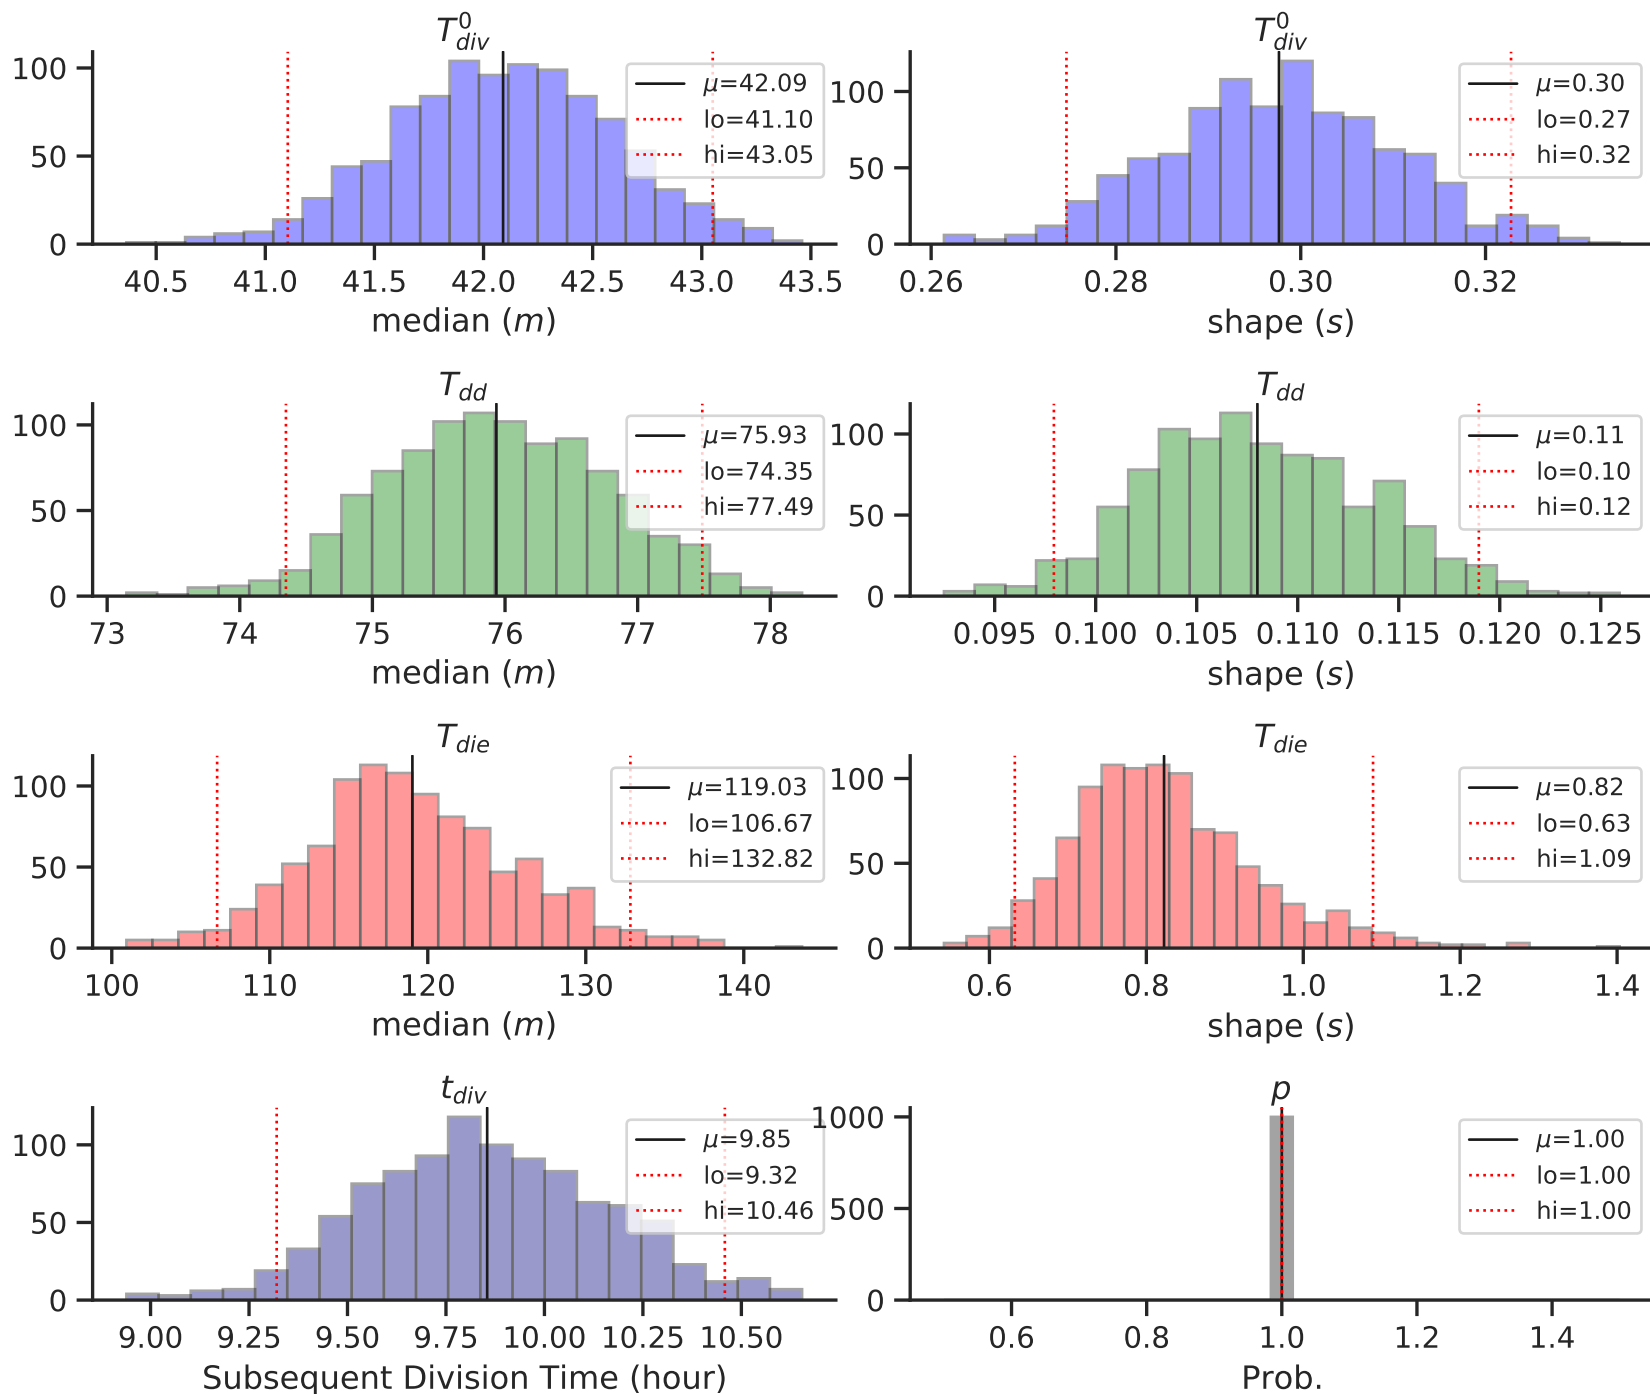 T⁰div
100
50
0
μ=42.09
lo=41.10
hi=43.05
40.5 41.0 41.5 42.0 42.5 43.0 43.5
median (m)
T⁰div
100
50
0
μ=0.30
lo=0.27
hi=0.32
0.26 0.28 0.30 0.32
shape (s)
Tdd
100
50
0
μ=75.93
lo=74.35
hi=77.49
73 74 75 76 77 78
median (m)
Tdd
100
50
0
μ=0.11
lo=0.10
hi=0.12
0.095 0.100 0.105 0.110 0.115 0.120 0.125
shape (s)
Tdie
100
50
0
μ=119.03
lo=106.67
hi=132.82
100 110 120 130 140
median (m)
Tdie
100
50
0
μ=0.82
lo=0.63
hi=1.09
0.6 0.8 1.0 1.2 1.4
shape (s)
tdiv
100
50
0
μ=9.85
lo=9.32
hi=10.46
9.00 9.25 9.50 9.75 10.00 10.25 10.50
Subsequent Division Time (hour)
p
1000
500
0
μ=1.00
lo=1.00
hi=1.00
0.6 0.8 1.0 1.2 1.4
Prob.